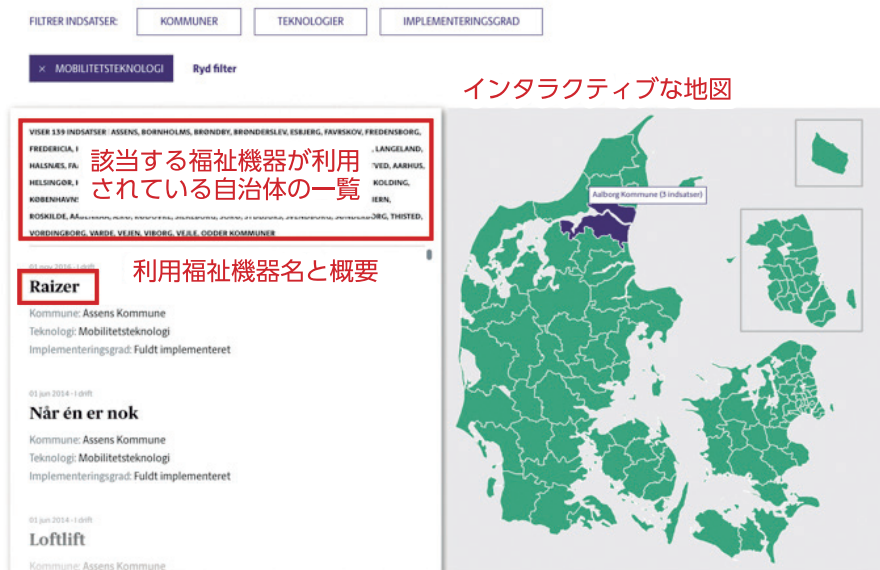 FILTRER INDSATSER: KOMMUNER TEKNOLOGIER IMPLEMENTERINGSGRAD
× MOBILITETSTEKNOLOGI Ryd filter
インタラクティブな地図
VISER 139 INDSATSER ASSENS, BORNHOLMS, BRØNDBY, BRØNDERSLEV, ESBJERG, FAVRSKOV, FREDENSBORG,
FREDERICIA, LANGELAND,
HALSNÆS, AARHUS,
HELSINGØR, KOLDING,
該当する福祉機器が利用
されている自治体の一覧
ROSKILDE, THISTED,
VORDINGBORG, VARDE, VEJEN, VIBORG, VEJLE, ODDER KOMMUNER
Aalborg Kommune (3 indsatser)
利用福祉機器名と概要
01 nov 2016 - I drift
Raizer
Kommune: Assens Kommune
Teknologi: Mobilitetsteknologi
Implementeringsgrad: Fuldt implementeret
01 jun 2014 - I drift
Når én er nok
Kommune: Assens Kommune
Teknologi: Mobilitetsteknologi
Implementeringsgrad: Fuldt implementeret
01 jun 2014 - I drift
Loftlift
Kommune: Assens Kommune